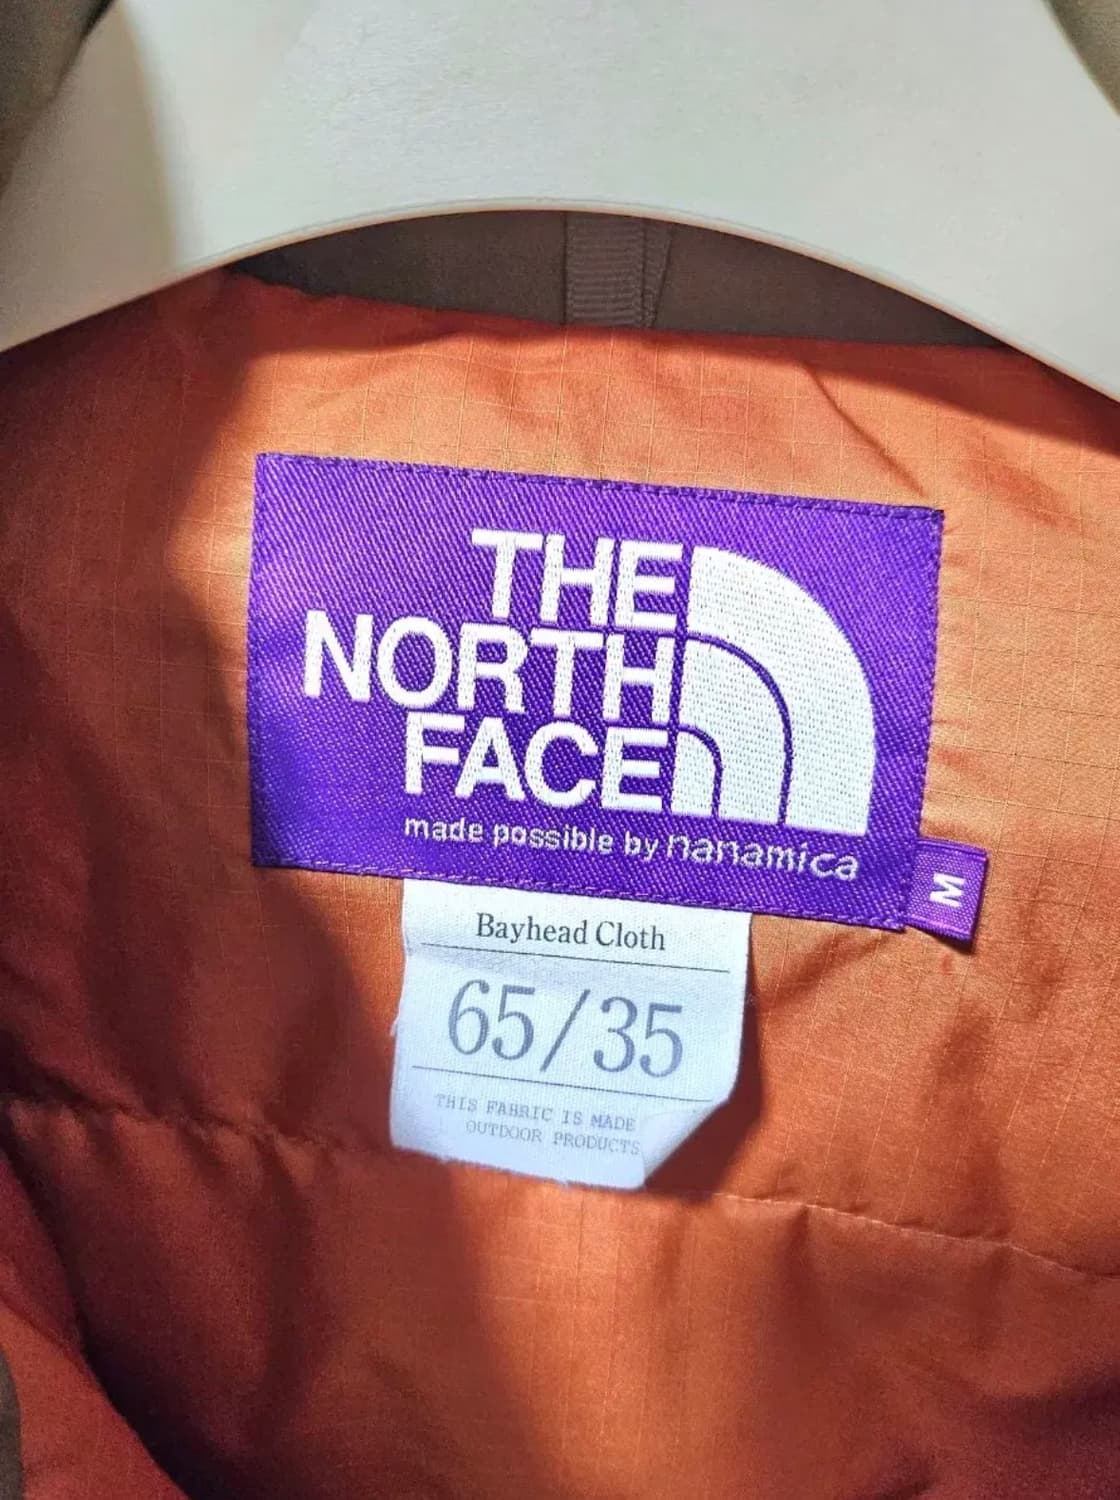 THE
NORTH
FACE
made possible by nanamica
M
Bayhead Cloth
65/35
THIS FABRIC IS MADE
OUTDOOR PRODUCTS